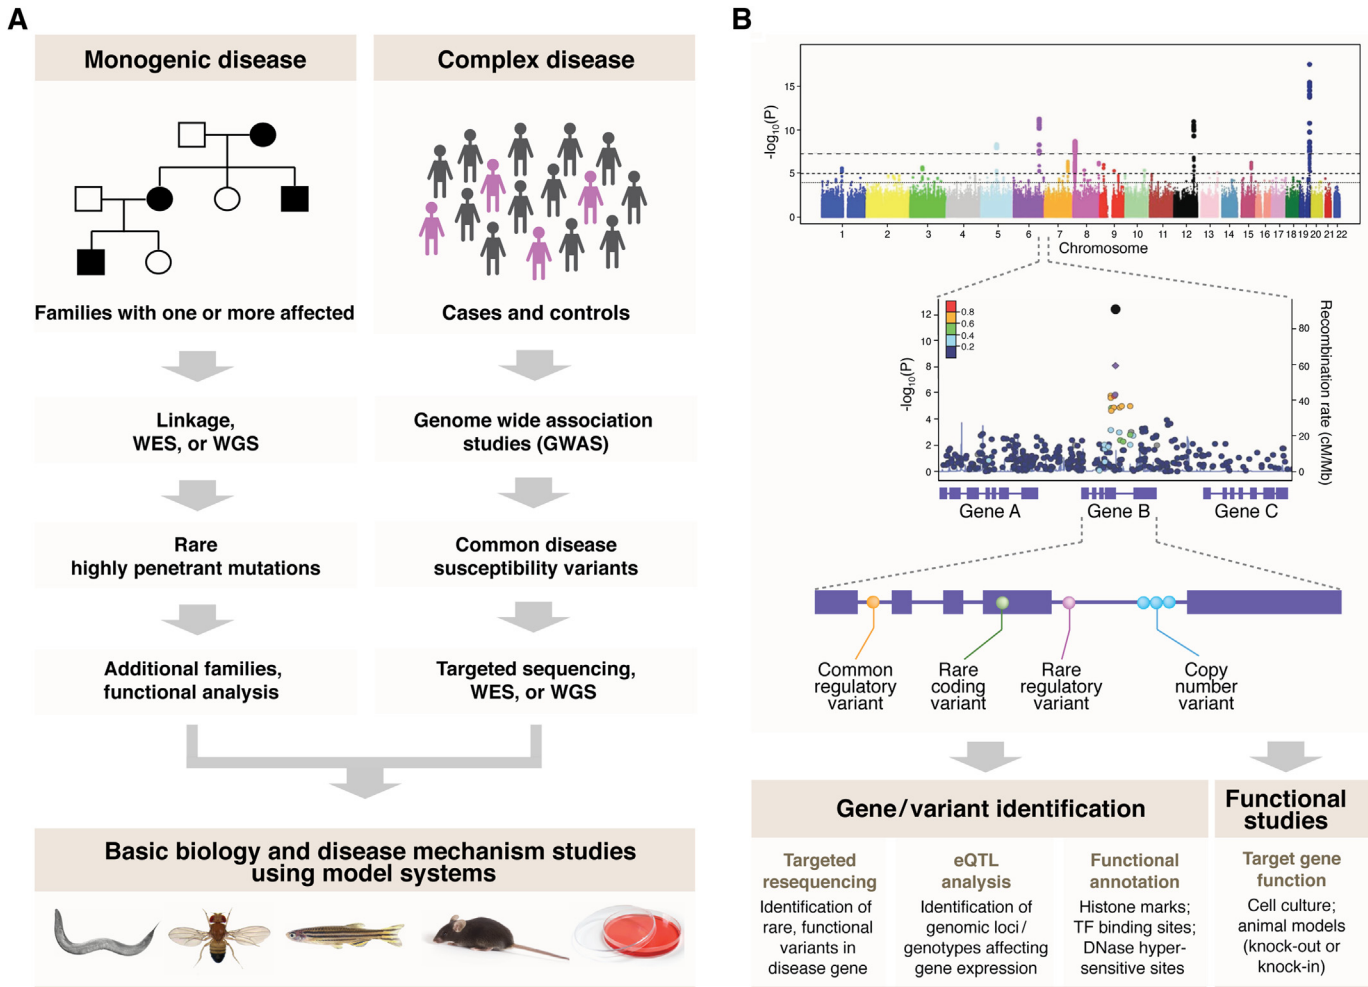 A
Monogenic disease
Complex disease
Families with one or more affected
Cases and controls
Linkage,
WES, or WGS
Genome wide association
studies (GWAS)
Rare
highly penetrant mutations
Common disease
susceptibility variants
Additional families,
functional analysis
Targeted sequencing,
WES, or WGS
Basic biology and disease mechanism studies
using model systems
B
-log10(P)
15
10
5
0
1 2 3 4 5 6 7 8 9 10 11 12 13 14 15 16 17 18 19 20 21 22
Chromosome
-log10(P)
12
10
8
6
4
2
0
0.8
0.6
0.4
0.2
80
60
40
20
0
Recombination rate (cM/Mb)
Gene A
Gene B
Gene C
Common
regulatory
variant
Rare
coding
variant
Rare
regulatory
variant
Copy
number
variant
Gene/variant identification
Functional
studies
Targeted
resequencing
Identification of
rare, functional
variants in
disease gene
eQTL
analysis
Identification of
genomic loci/
genotypes affecting
gene expression
Functional
annotation
Histone marks;
TF binding sites;
DNase hyper-
sensitive sites
Target gene
function
Cell culture;
animal models
(knock-out or
knock-in)